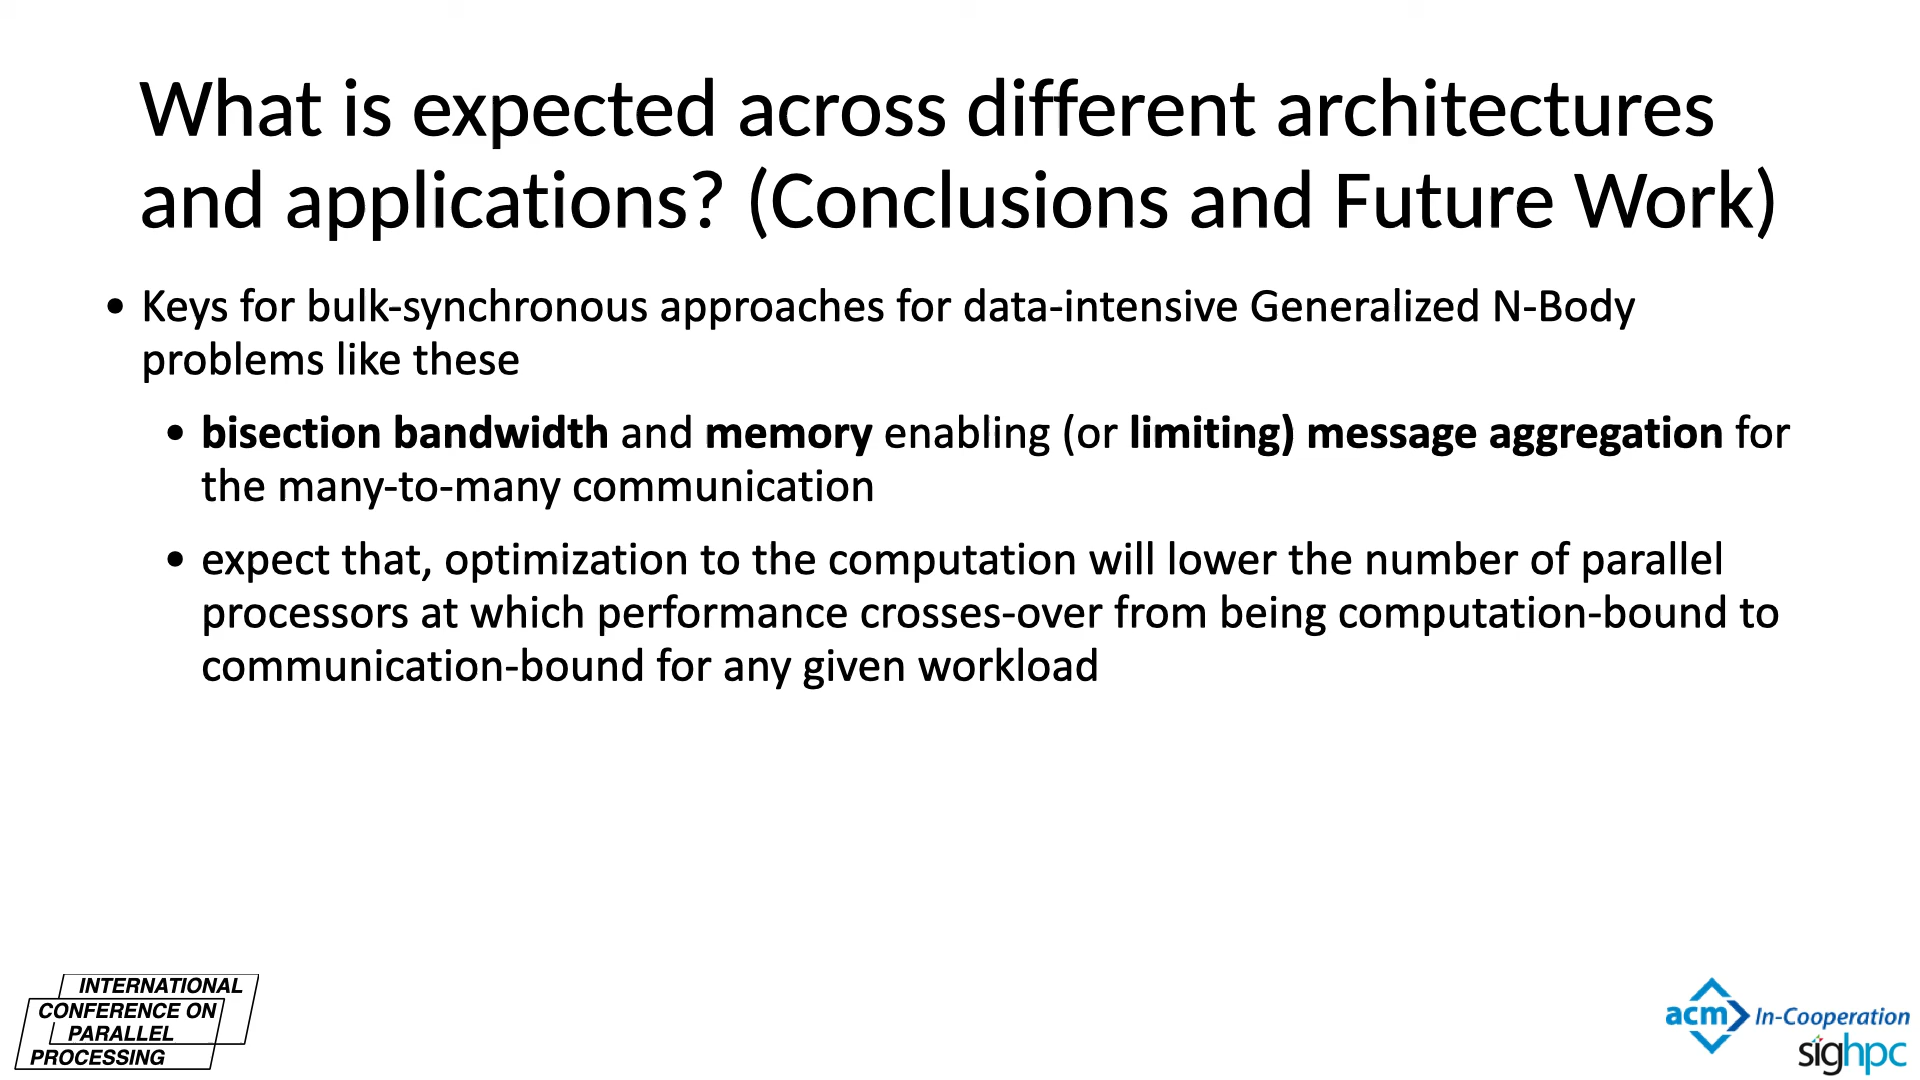 What is expected across different architectures
and applications? (Conclusions and Future Work)
• Keys for bulk-synchronous approaches for data-intensive Generalized N-Body
problems like these
• bisection bandwidth and memory enabling (or limiting) message aggregation for
the many-to-many communication
• expect that, optimization to the computation will lower the number of parallel
processors at which performance crosses-over from being computation-bound to
communication-bound for any given workload
INTERNATIONAL
CONFERENCE ON
PARALLEL
PROCESSING
acm In-Cooperation
sighpc